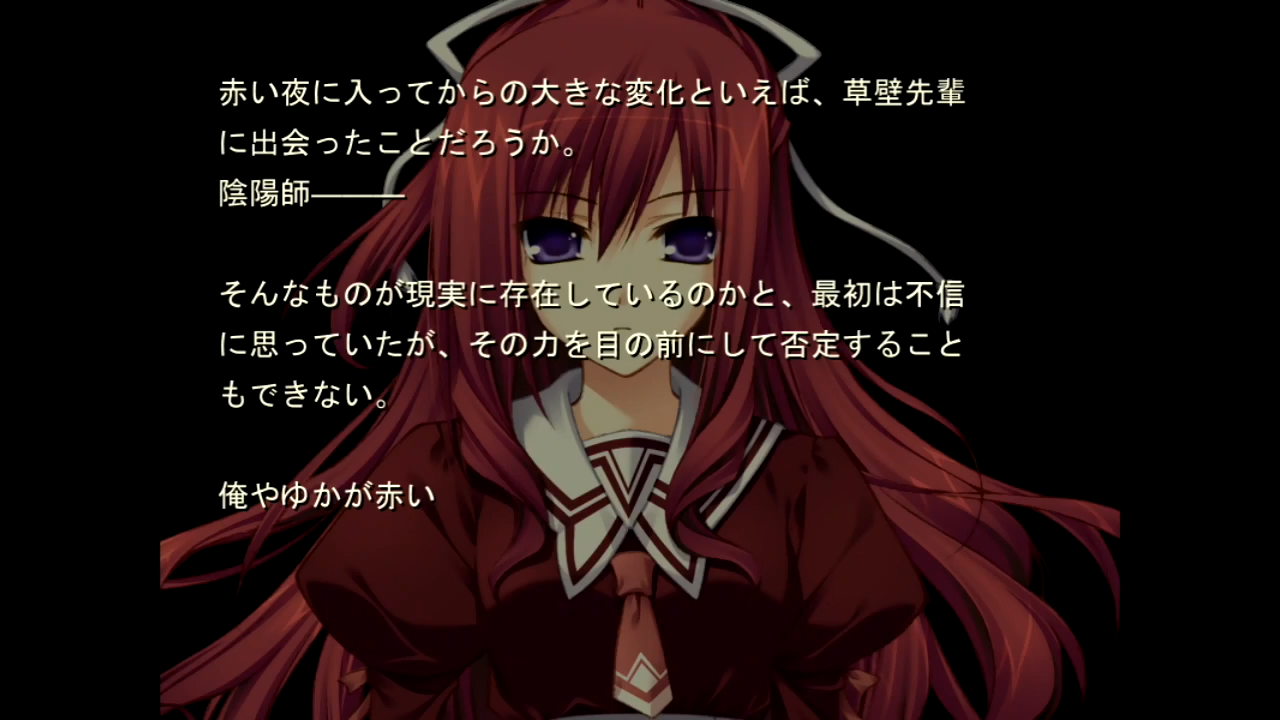 赤い夜に入ってからの大きな変化といえば、草壁先輩
に出会ったことだろうか。
陰陽師―――
そんなものが現実に存在しているのかと、最初は不信
に思っていたが、その力を目の前にして否定すること
もできない。
俺やゆかが赤い